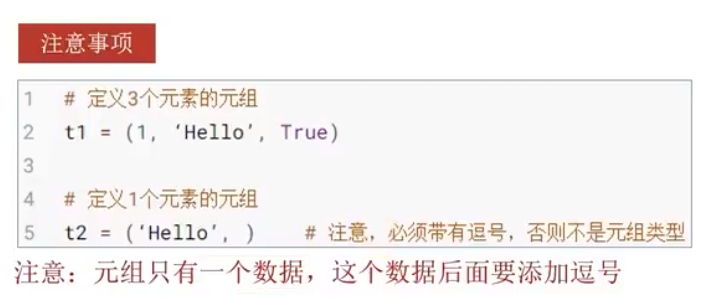 注意事项
1 # 定义3个元素的元组
2 t1 = (1, ‘Hello’, True)
3
4 # 定义1个元素的元组
5 t2 = (‘Hello’, ) # 注意，必须带有逗号，否则不是元组类型
注意：元组只有一个数据，这个数据后面要添加逗号